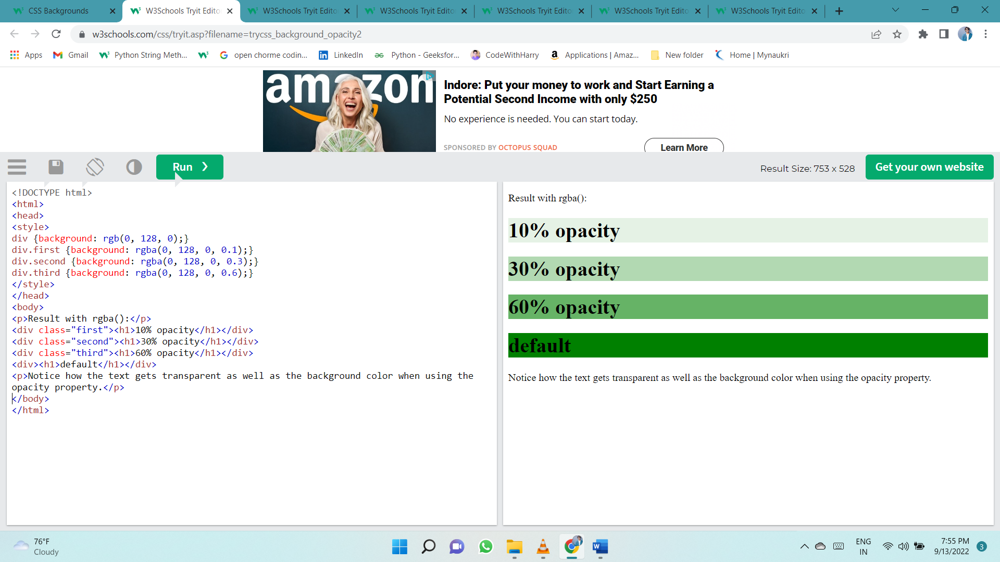 CSS Backgrounds
W3Schools Tryit Edito
W3Schools Tryit Edito
W3Schools Tryit Edito
W3Schools Tryit Edito
W3Schools Tryit Edito
W3Schools Tryit Edito
w3schools.com/css/tryit.asp?filename=trycss_background_opacity2
Apps
Gmail
Python String Meth...
open chorme codin...
LinkedIn
Python - Geeksfor...
CodeWithHarry
Applications | Amaz...
New folder
Home | Mynaukri
amazon
Indore: Put your money to work and Start Earning a
Potential Second Income with only $250
No experience is needed. You can start today.
SPONSORED BY OCTOPUS SQUAD
Learn More
Run ❯
Result Size: 753 x 528
Get your own website
<!DOCTYPE html>
<html>
<head>
<style>
div {background: rgb(0, 128, 0);}
div.first {background: rgba(0, 128, 0, 0.1);}
div.second {background: rgba(0, 128, 0, 0.3);}
div.third {background: rgba(0, 128, 0, 0.6);}
</style>
</head>
<body>
<p>Result with rgba():</p>
<div class="first"><h1>10% opacity</h1></div>
<div class="second"><h1>30% opacity</h1></div>
<div class="third"><h1>60% opacity</h1></div>
<div><h1>default</h1></div>
<p>Notice how the text gets transparent as well as the background color when using the
opacity property.</p>
</body>
</html>
Result with rgba():
10% opacity
30% opacity
60% opacity
default
Notice how the text gets transparent as well as the background color when using the opacity property.
76°F
Cloudy
ENG
IN
7:55 PM
9/13/2022
3